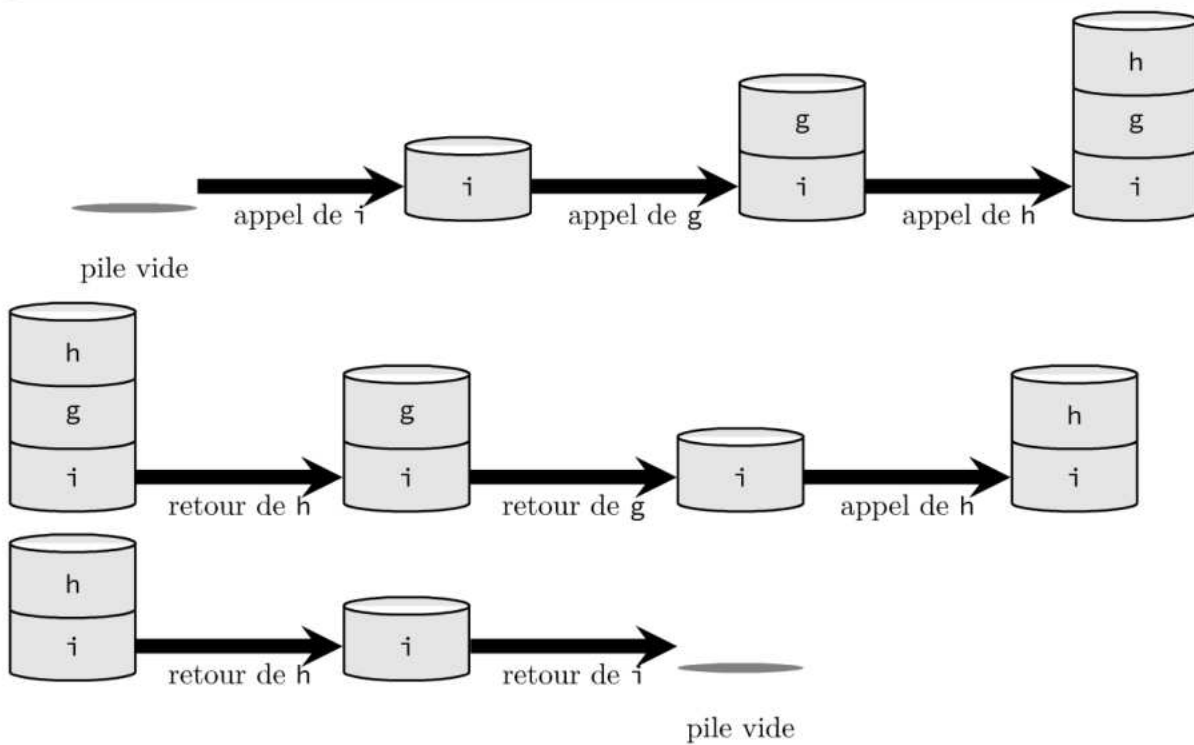 h
g
g
i
i
i
appel de i
appel de g
appel de h
pile vide
h
g
g
h
i
i
i
i
retour de h
retour de g
appel de h
h
i
i
retour de h
retour de i
pile vide